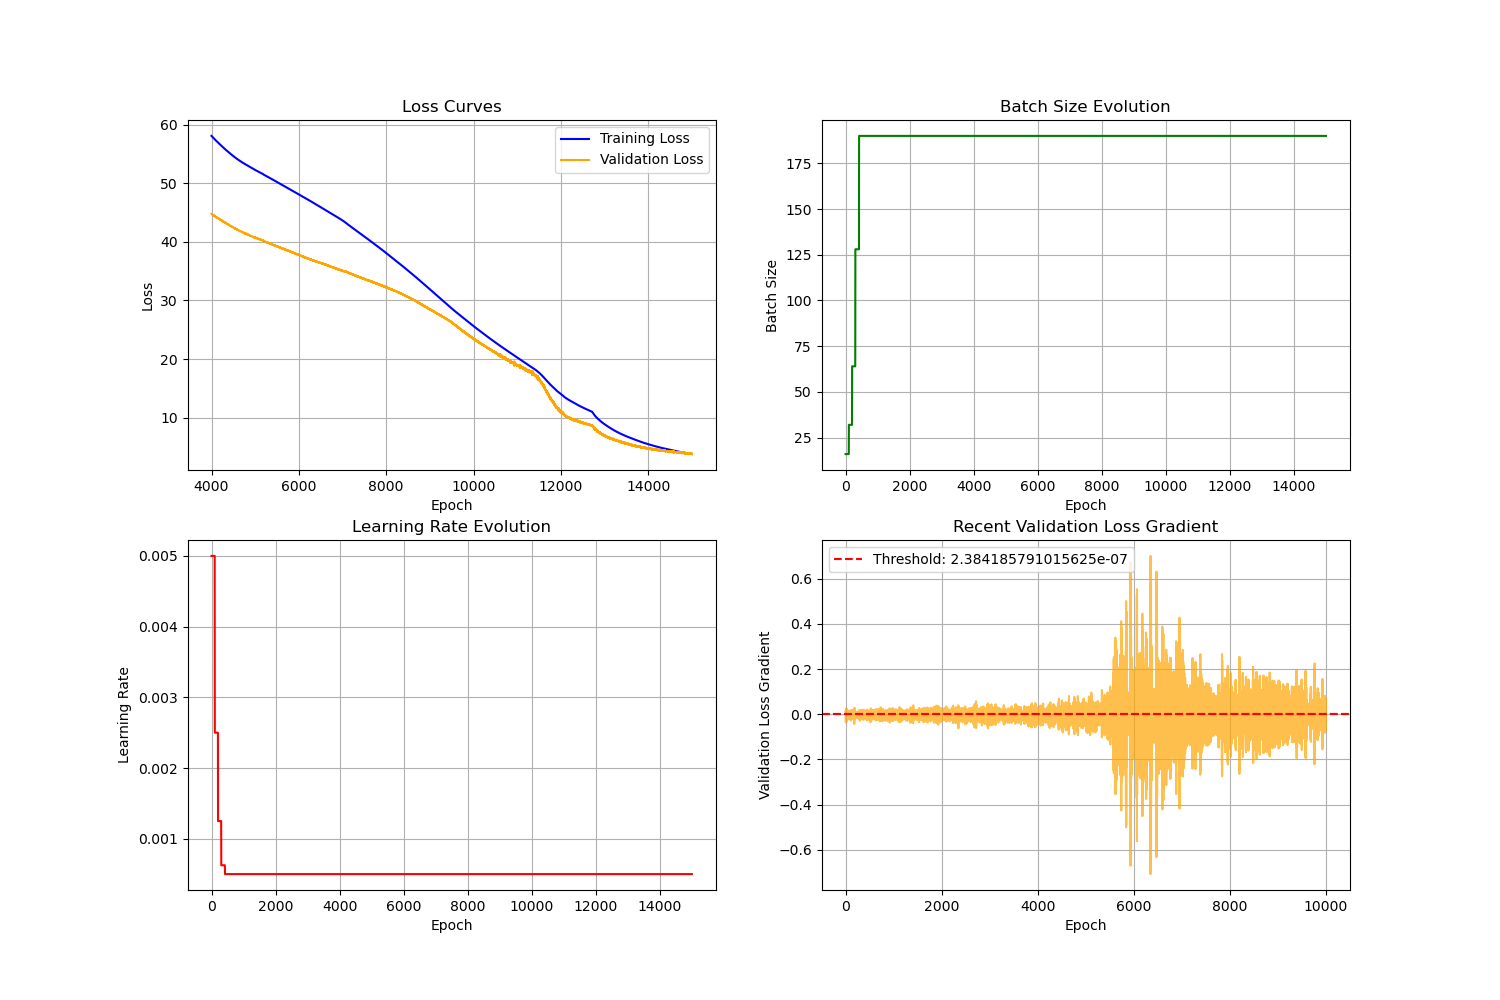 Loss Curves
60
50
40
30
20
10
Loss
Training Loss
Validation Loss
4000 6000 8000 10000 12000 14000
Epoch
Batch Size Evolution
175
150
125
100
75
50
25
Batch Size
0 2000 4000 6000 8000 10000 12000 14000
Epoch
Learning Rate Evolution
0.005
0.004
0.003
0.002
0.001
Learning Rate
0 2000 4000 6000 8000 10000 12000 14000
Epoch
Recent Validation Loss Gradient
Threshold: 2.384185791015625e-07
0.6
0.4
0.2
0.0
−0.2
−0.4
−0.6
Validation Loss Gradient
0 2000 4000 6000 8000 10000
Epoch